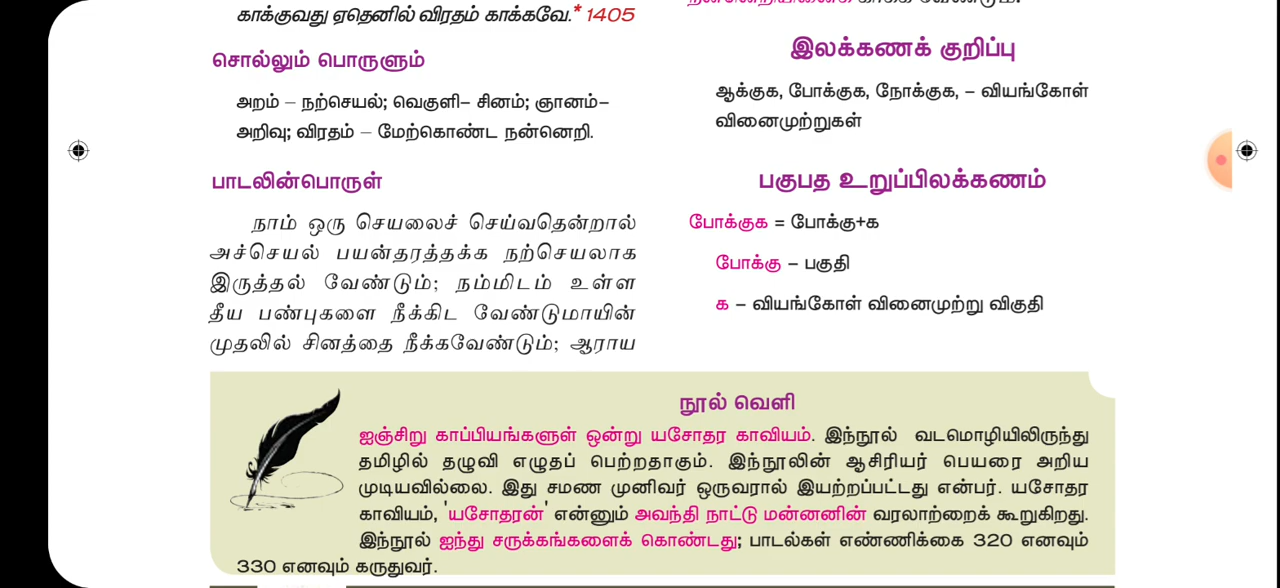 காக்குவது ஏதெனில் விரதம் காக்கவே.* 1405
சொல்லும் பொருளும்
அறம் – நற்செயல்; வெகுளி– சினம்; ஞானம்–
அறிவு; விரதம் – மேற்கொண்ட நன்னெறி.
பாடலின்பொருள்
நாம் ஒரு செயலைச் செய்வதென்றால்
அச்செயல் பயன்தரத்தக்க நற்செயலாக
இருத்தல் வேண்டும்; நம்மிடம் உள்ள
தீய பண்புகளை நீக்கிட வேண்டுமாயின்
முதலில் சினத்தை நீக்கவேண்டும்; ஆராய
இலக்கணக் குறிப்பு
ஆக்குக, போக்குக, நோக்குக, – வியங்கோள்
வினைமுற்றுகள்
பகுபத உறுப்பிலக்கணம்
போக்குக = போக்கு+க
போக்கு – பகுதி
க – வியங்கோள் வினைமுற்று விகுதி
நூல் வெளி
ஐஞ்சிறு காப்பியங்களுள் ஒன்று யசோதர காவியம். இந்நூல் வடமொழியிலிருந்து
தமிழில் தழுவி எழுதப் பெற்றதாகும். இந்நூலின் ஆசிரியர் பெயரை அறிய
முடியவில்லை. இது சமண முனிவர் ஒருவரால் இயற்றப்பட்டது என்பர். யசோதர
காவியம், 'யசோதரன்' என்னும் அவந்தி நாட்டு மன்னனின் வரலாற்றைக் கூறுகிறது.
இந்நூல் ஐந்து சருக்கங்களைக் கொண்டது; பாடல்கள் எண்ணிக்கை 320 எனவும்
330 எனவும் கருதுவர்.